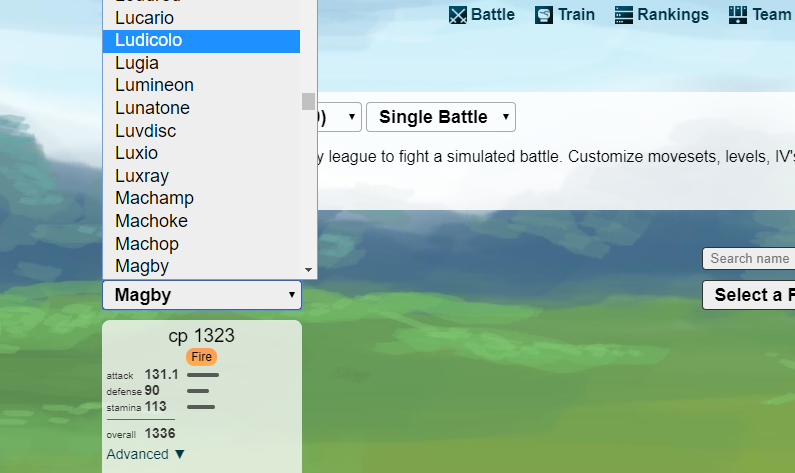 Lucario
Ludicolo
Lugia
Lumineon
Lunatone
Luvdisc
Luxio
Luxray
Machamp
Machoke
Machop
Magby
Magby
Battle Train Rankings Team
Single Battle
league to fight a simulated battle. Customize movesets, levels,
Search name
Select a
cp 1323
Fire
attack 131.1
defense 90
stamina 113
overall 1336
Advanced ▼